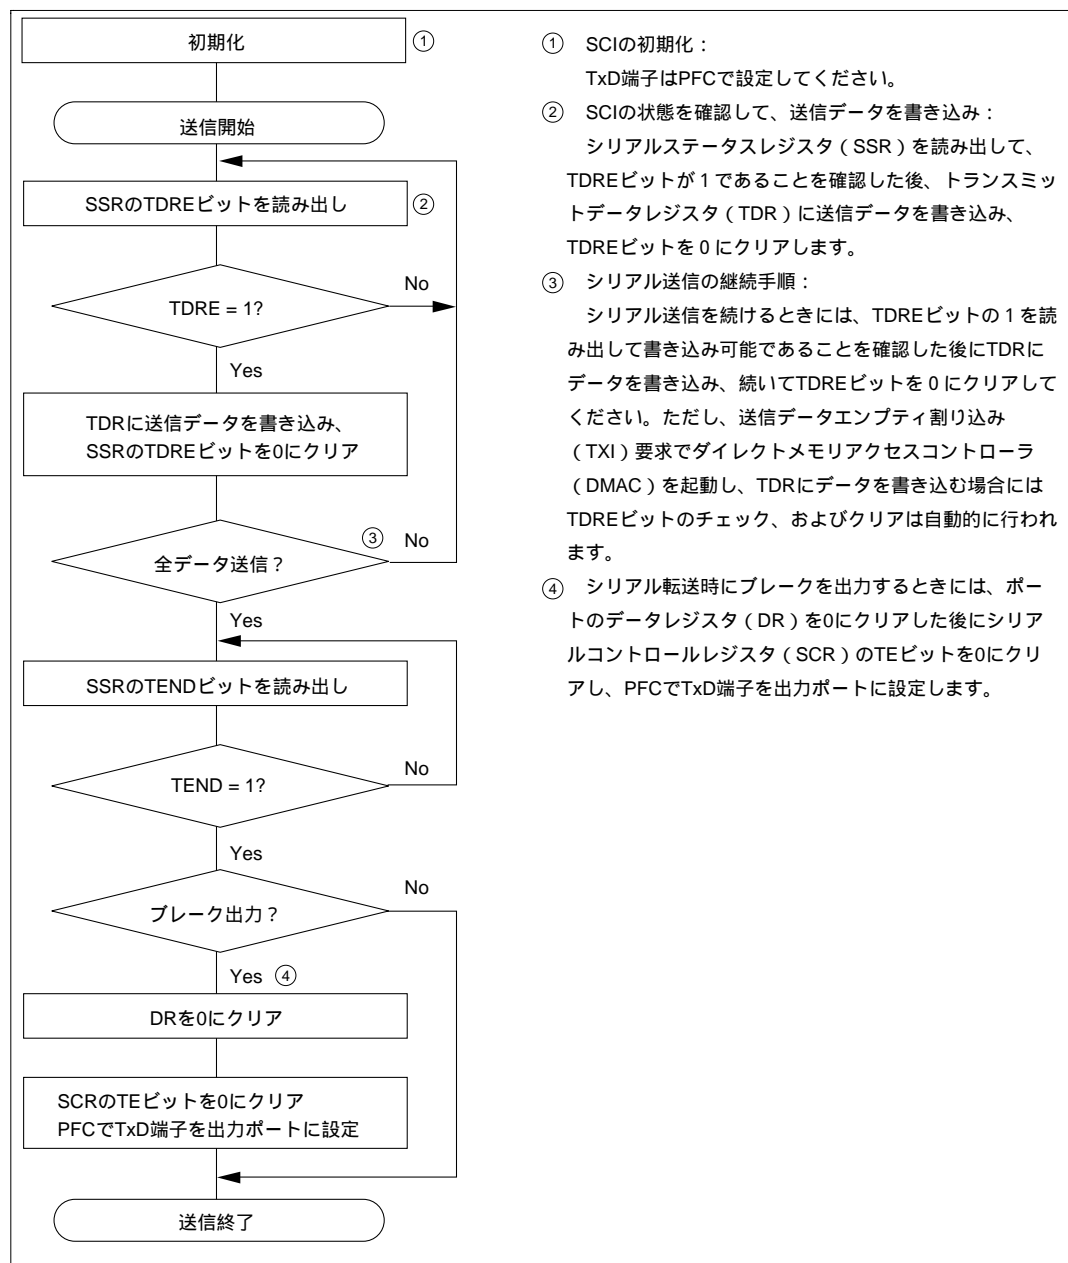 初期化
①
送信開始
SSRのTDREビットを読み出し
②
TDRE = 1?
No
Yes
TDRに送信データを書き込み、
SSRのTDREビットを0にクリア
③
全データ送信？
No
Yes
SSRのTENDビットを読み出し
TEND = 1?
No
Yes
ブレーク出力？
No
Yes ④
DRを0にクリア
SCRのTEビットを0にクリア
PFCでTxD端子を出力ポートに設定
送信終了
① SCIの初期化：
TxD端子はPFCで設定してください。
② SCIの状態を確認して、送信データを書き込み：
シリアルステータスレジスタ（SSR）を読み出して、
TDREビットが１であることを確認した後、トランスミッ
トデータレジスタ（TDR）に送信データを書き込み、
TDREビットを０にクリアします。
③ シリアル送信の継続手順：
シリアル送信を続けるときには、TDREビットの１を読
み出して書き込み可能であることを確認した後にTDRに
データを書き込み、続いてTDREビットを０にクリアして
ください。ただし、送信データエンプティ割り込み
（TXI）要求でダイレクトメモリアクセスコントローラ
（DMAC）を起動し、TDRにデータを書き込む場合には
TDREビットのチェック、およびクリアは自動的に行われ
ます。
④ シリアル転送時にブレークを出力するときには、ポー
トのデータレジスタ（DR）を0にクリアした後にシリア
ルコントロールレジスタ（SCR）のTEビットを0にクリ
アし、PFCでTxD端子を出力ポートに設定します。